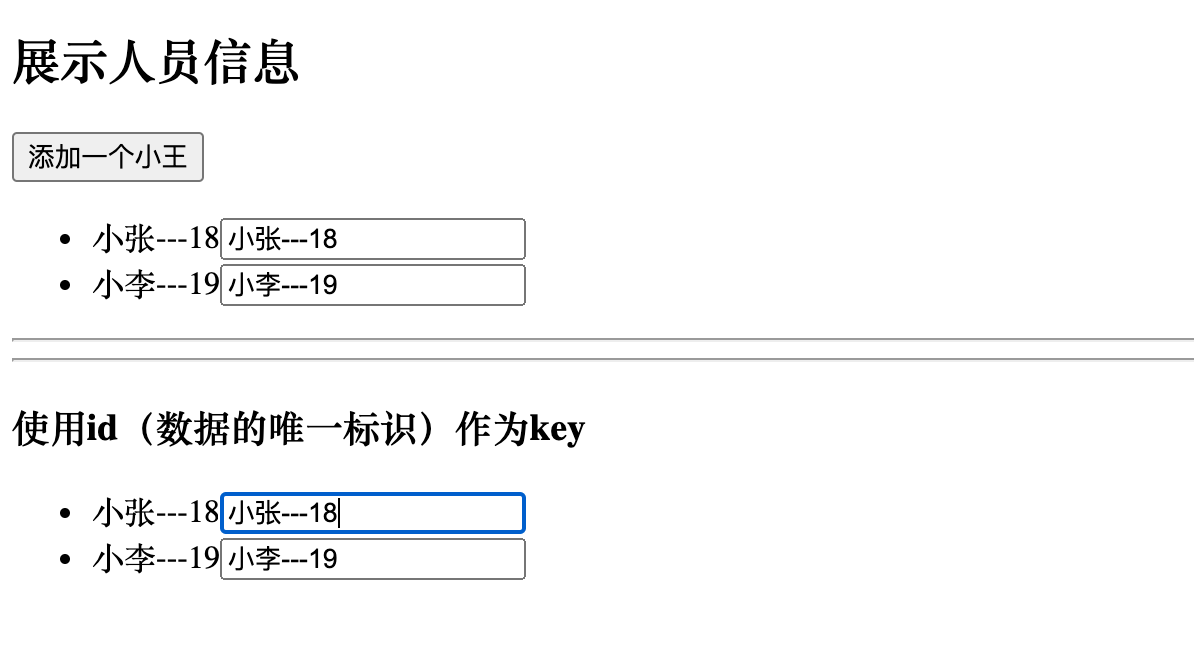 展示人员信息
添加一个小王
小张---18 小张---18
小李---19 小李---19
使用id（数据的唯一标识）作为key
小张---18 小张---18
小李---19 小李---19